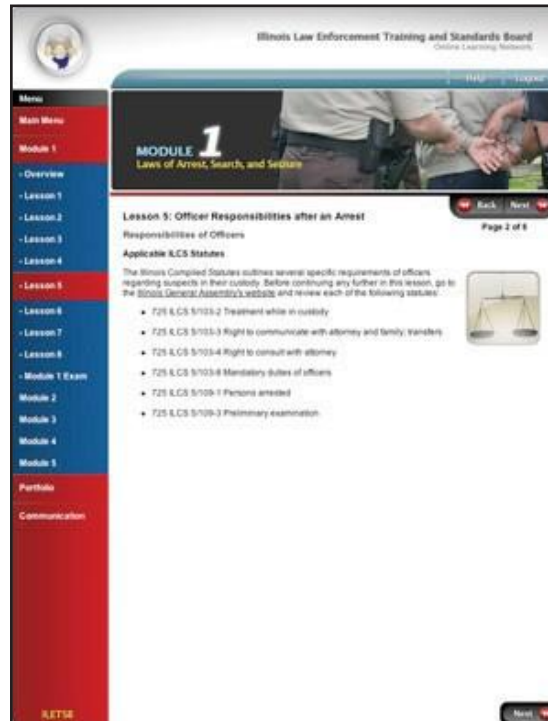 Illinois Law Enforcement Training and Standards Board
Online Learning Network
Help Logout
Menu
Main Menu
Module 1
- Overview
- Lesson 1
- Lesson 2
- Lesson 3
- Lesson 4
- Lesson 5
- Lesson 6
- Lesson 7
- Lesson 8
- Module 1 Exam
Module 2
Module 3
Module 4
Module 5
Portfolio
Communication
ILETSB
MODULE 1
Laws of Arrest, Search, and Seizure
Back Next
Page 2 of 8
Lesson 5: Officer Responsibilities after an Arrest
Responsibilities of Officers
Applicable ILCS Statutes
The Illinois Compiled Statutes outlines several specific requirements of officers
regarding suspects in their custody. Before continuing any further in this lesson, go to
the Illinois General Assembly's website and review each of the following statutes:
• 725 ILCS 5/103-2 Treatment while in custody
• 725 ILCS 5/103-3 Right to communicate with attorney and family; transfers
• 725 ILCS 5/103-4 Right to consult with attorney
• 725 ILCS 5/103-8 Mandatory duties of officers
• 725 ILCS 5/109-1 Persons arrested
• 725 ILCS 5/109-3 Preliminary examination
Next